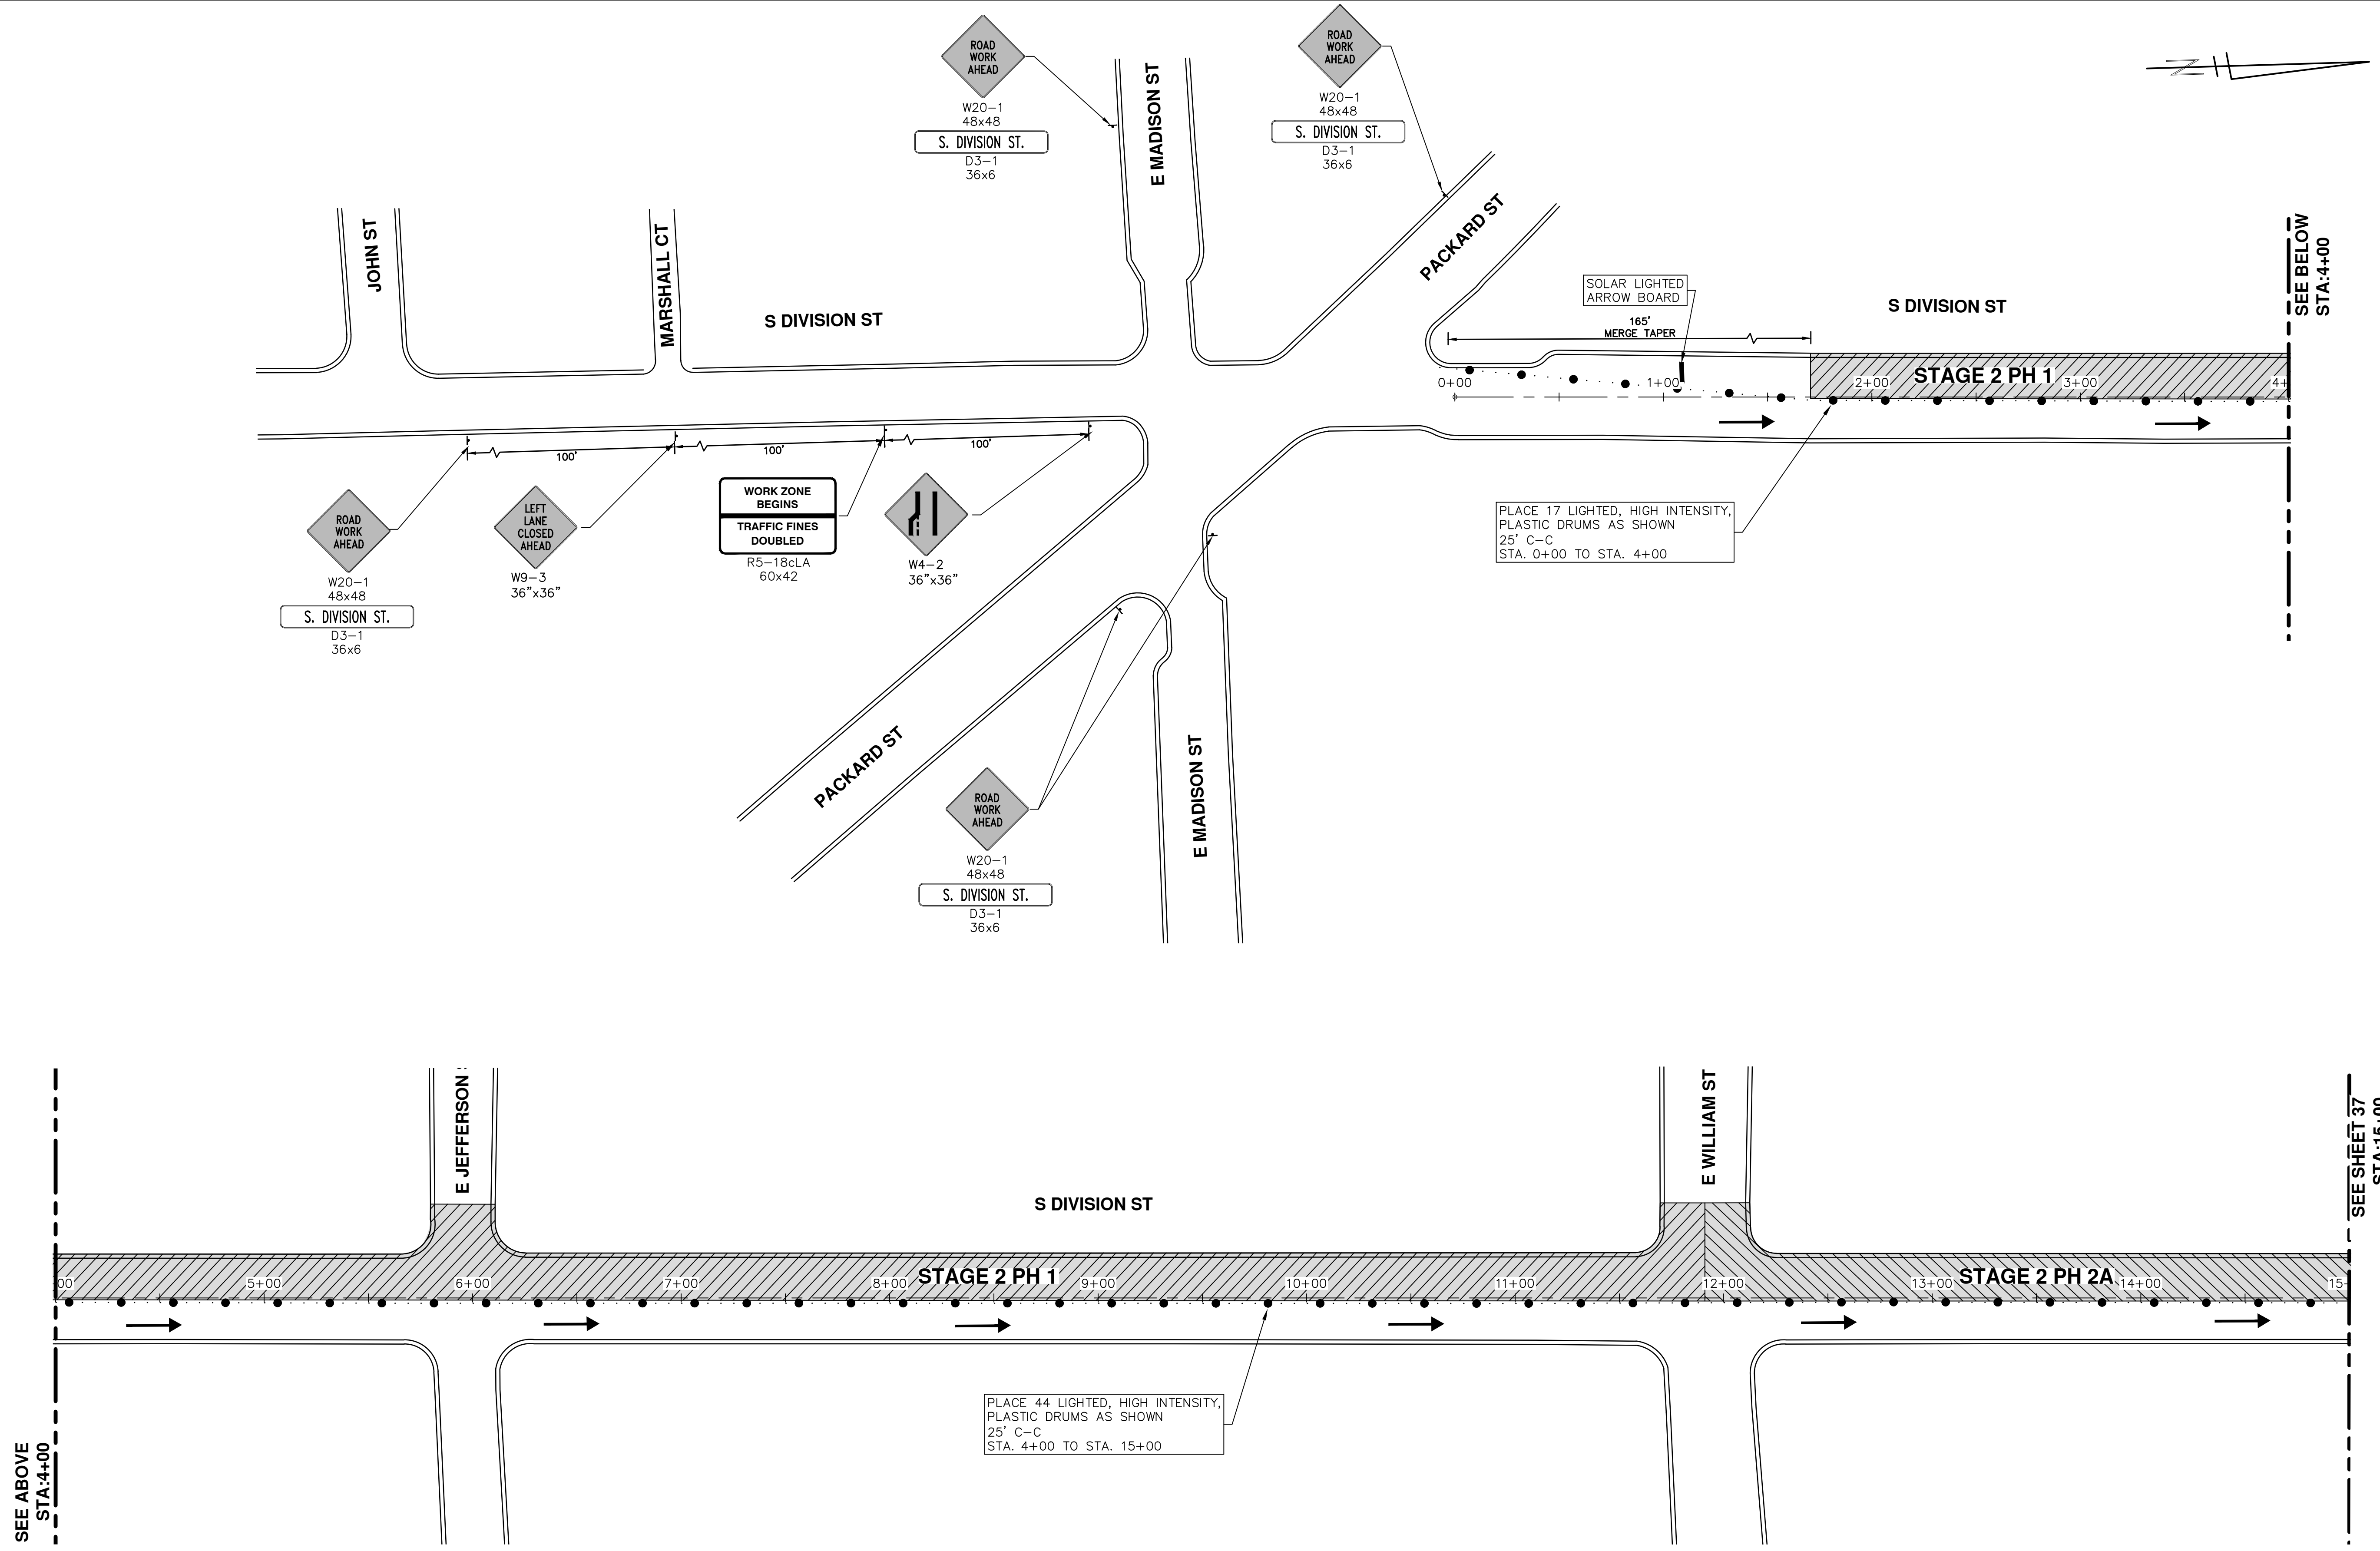 ROAD
WORK
AHEAD
W20-1
48x48
S. DIVISION ST.
D3-1
36x6
E MADISON ST
ROAD
WORK
AHEAD
W20-1
48x48
S. DIVISION ST.
D3-1
36x6
PACKARD ST
N
JOHN ST
MARSHALL CT
S DIVISION ST
SOLAR LIGHTED
ARROW BOARD
165'
MERGE TAPER
S DIVISION ST
SEE BELOW
STA:4+00
0+00
1+00
2+00
STAGE 2 PH 1
3+00
4+
100'
100'
100'
ROAD
WORK
AHEAD
W20-1
48x48
S. DIVISION ST.
D3-1
36x6
LEFT
LANE
CLOSED
AHEAD
W9-3
36"x36"
WORK ZONE
BEGINS
TRAFFIC FINES
DOUBLED
R5-18cLA
60x42
W4-2
36"x36"
PLACE 17 LIGHTED, HIGH INTENSITY,
PLASTIC DRUMS AS SHOWN
25' C-C
STA. 0+00 TO STA. 4+00
PACKARD ST
E MADISON ST
ROAD
WORK
AHEAD
W20-1
48x48
S. DIVISION ST.
D3-1
36x6
SEE ABOVE
STA:4+00
E JEFFERSON
S DIVISION ST
E WILLIAM ST
SEE SHEET 37
STA:15+00
00
5+00
6+00
7+00
8+00
STAGE 2 PH 1
9+00
10+00
11+00
12+00
13+00
STAGE 2 PH 2A
14+00
15
PLACE 44 LIGHTED, HIGH INTENSITY,
PLASTIC DRUMS AS SHOWN
25' C-C
STA. 4+00 TO STA. 15+00